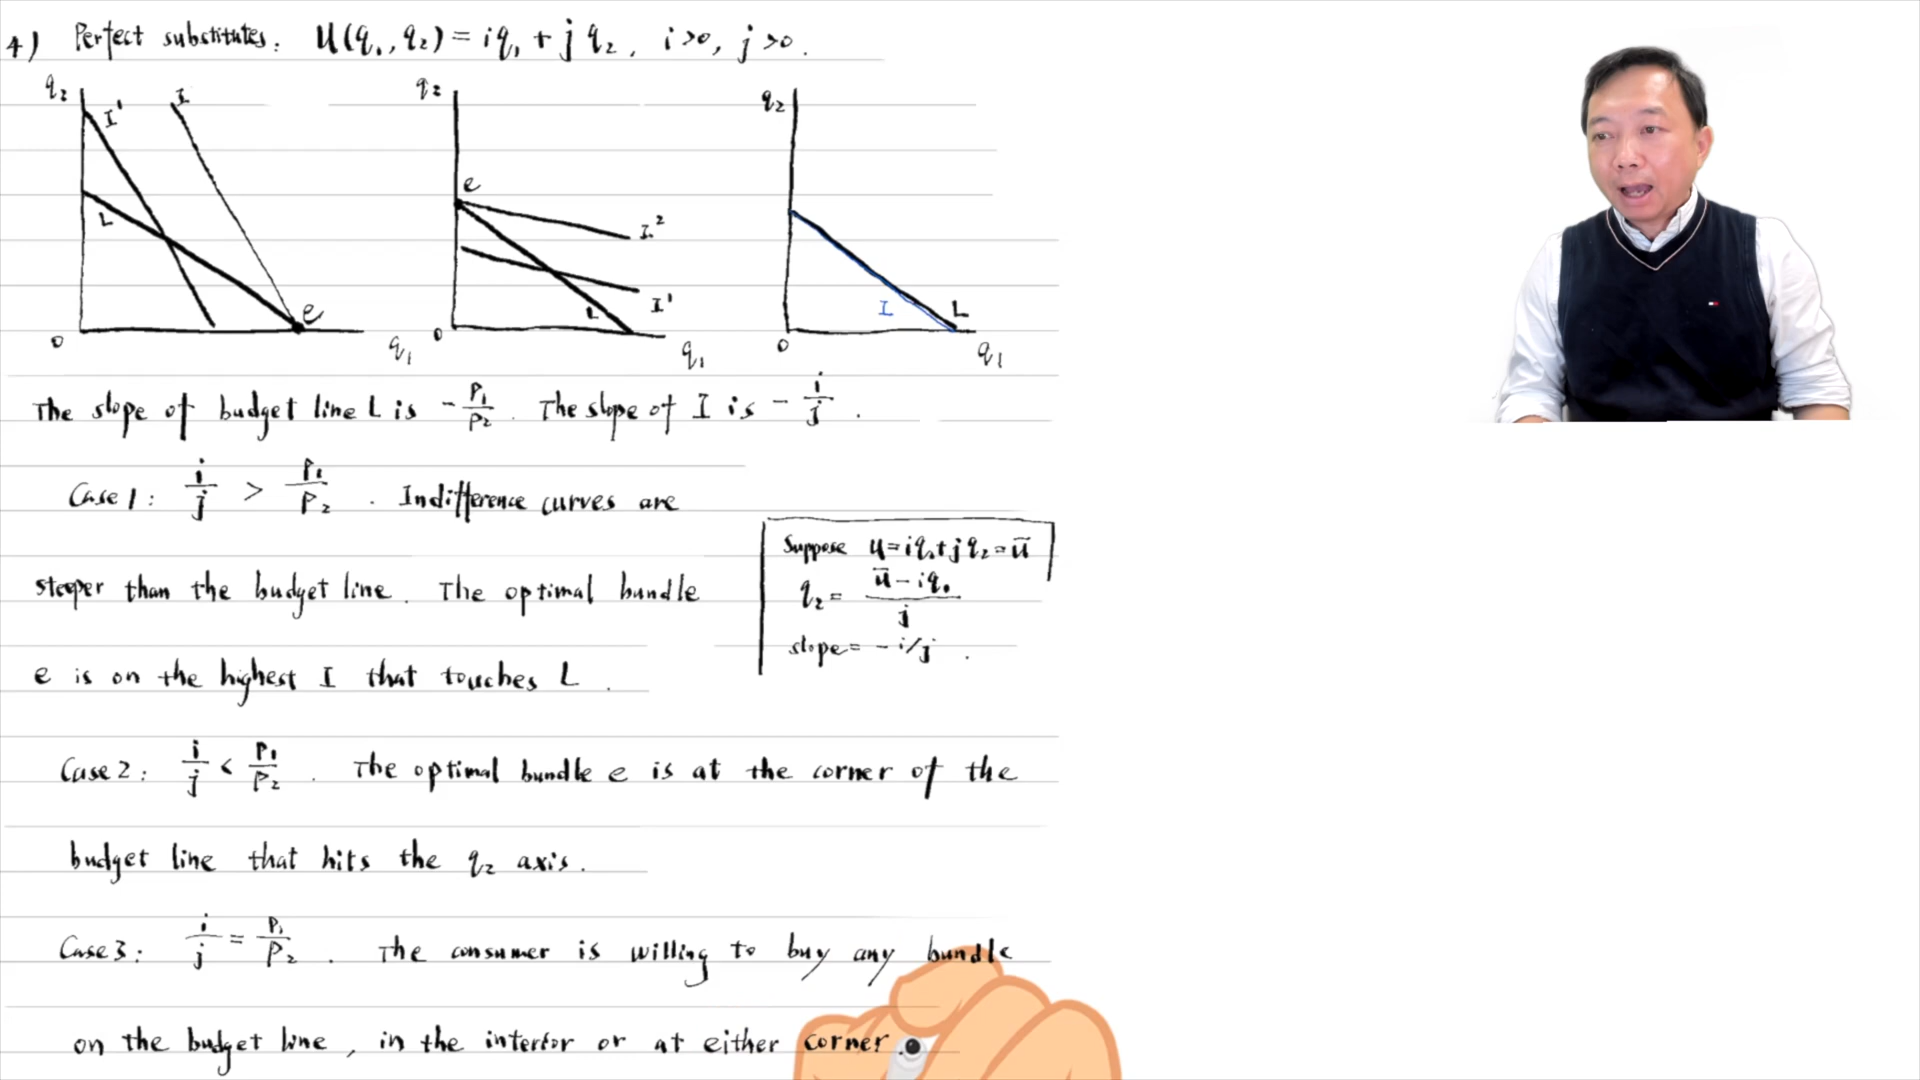 4) Perfect substitutes. U(q₁, q₂) = iq₁ + jq₂, i>0, j>0.
q₂ I' I L e 0 q₁
q₂ e I² I' L 0 q₁
q₂ I L 0 q₁
The slope of budget line L is -P₁/P₂. The slope of I is -i/j.
Case 1: i/j > P₁/P₂. Indifference curves are
steeper than the budget line. The optimal bundle
e is on the highest I that touches L.
Suppose U=iq₁+jq₂=ū
q₂= (ū-iq₁)/j
slope= -i/j.
Case 2: i/j < P₁/P₂. The optimal bundle e is at the corner of the
budget line that hits the q₂ axis.
Case 3: i/j = P₁/P₂. The consumer is willing to buy any bundle
on the budget line, in the interior or at either corner.